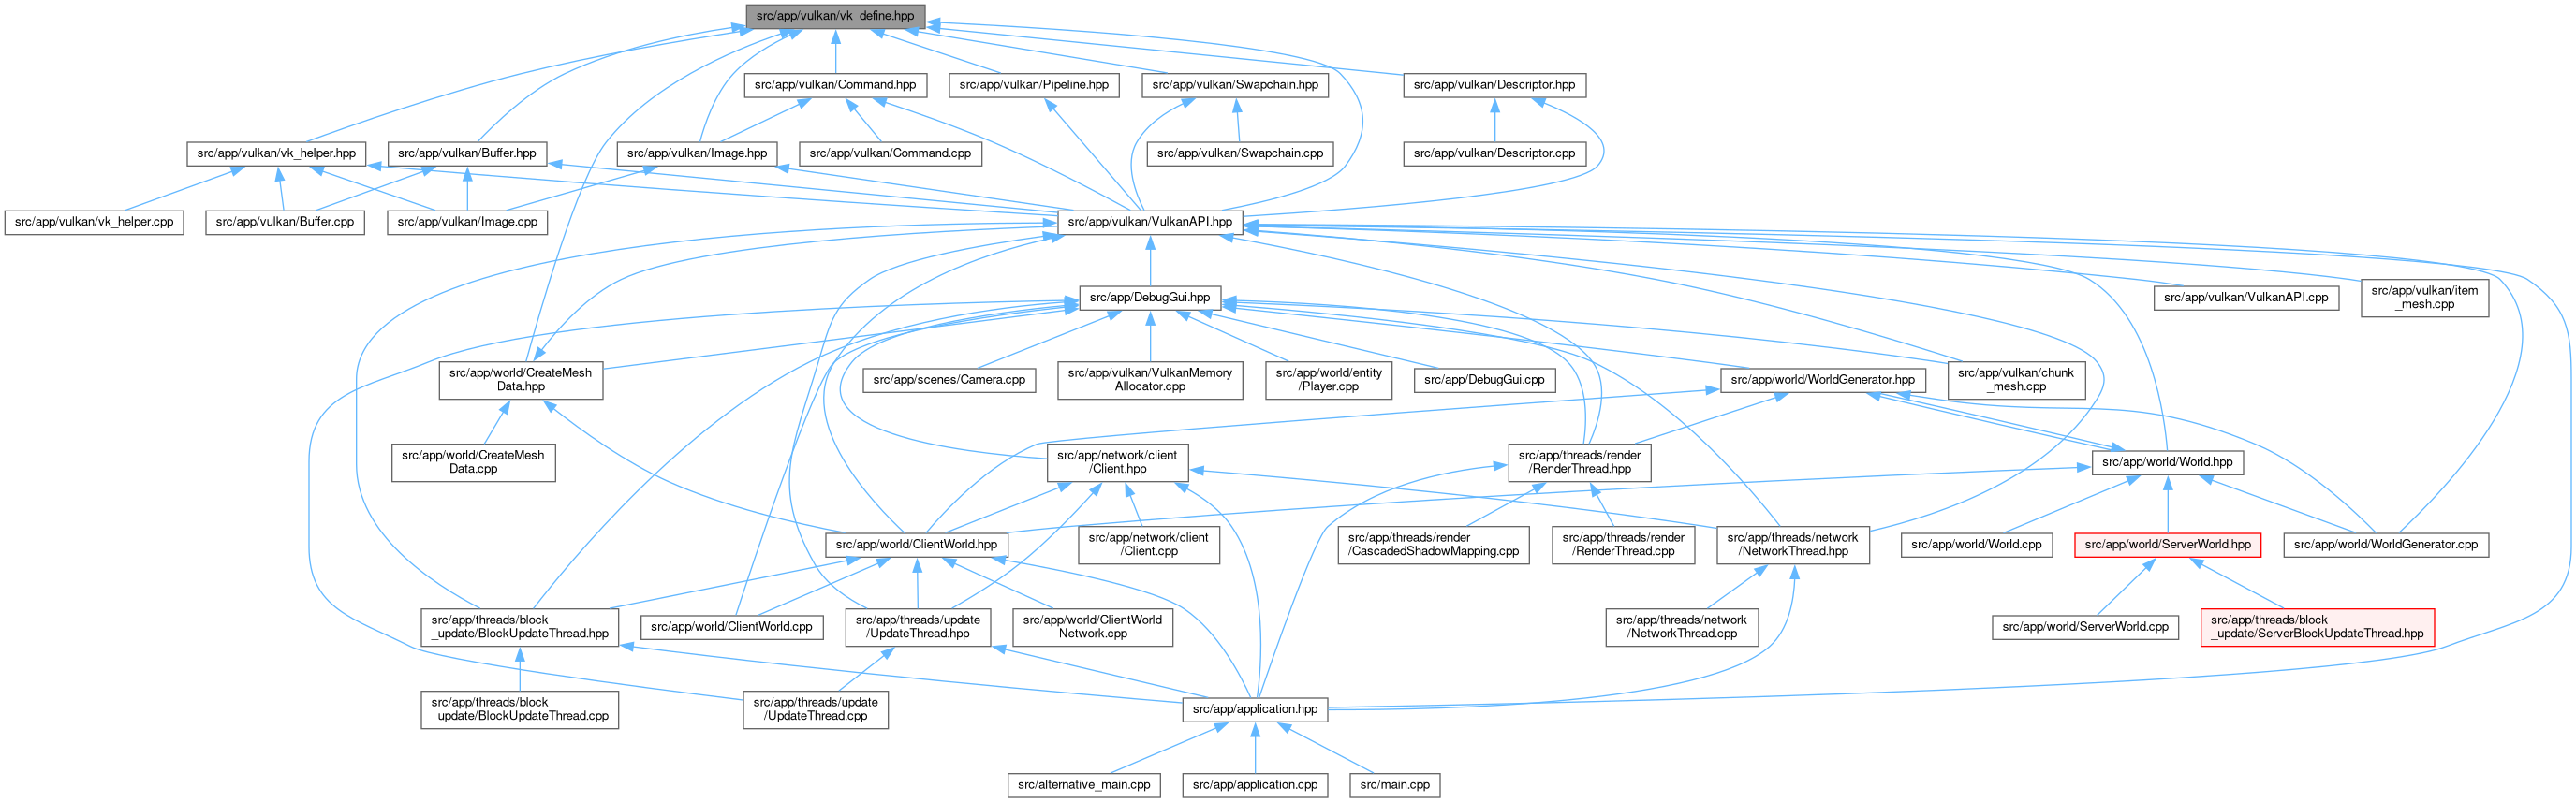 src/app/vulkan/vk_define.hpp
src/app/vulkan/Command.hpp
src/app/vulkan/Pipeline.hpp
src/app/vulkan/Swapchain.hpp
src/app/vulkan/Descriptor.hpp
src/app/vulkan/vk_helper.hpp
src/app/vulkan/Buffer.hpp
src/app/vulkan/Image.hpp
src/app/vulkan/Command.cpp
src/app/vulkan/Swapchain.cpp
src/app/vulkan/Descriptor.cpp
src/app/vulkan/vk_helper.cpp
src/app/vulkan/Buffer.cpp
src/app/vulkan/Image.cpp
src/app/vulkan/VulkanAPI.hpp
src/app/DebugGui.hpp
src/app/vulkan/VulkanAPI.cpp
src/app/vulkan/item
_mesh.cpp
src/app/world/CreateMesh
Data.hpp
src/app/scenes/Camera.cpp
src/app/vulkan/VulkanMemory
Allocator.cpp
src/app/world/entity
/Player.cpp
src/app/DebugGui.cpp
src/app/world/WorldGenerator.hpp
src/app/vulkan/chunk
_mesh.cpp
src/app/world/CreateMesh
Data.cpp
src/app/network/client
/Client.hpp
src/app/threads/render
/RenderThread.hpp
src/app/world/World.hpp
src/app/world/ClientWorld.hpp
src/app/network/client
/Client.cpp
src/app/threads/render
/CascadedShadowMapping.cpp
src/app/threads/render
/RenderThread.cpp
src/app/threads/network
/NetworkThread.hpp
src/app/world/World.cpp
src/app/world/ServerWorld.hpp
src/app/world/WorldGenerator.cpp
src/app/threads/block
_update/BlockUpdateThread.hpp
src/app/world/ClientWorld.cpp
src/app/threads/update
/UpdateThread.hpp
src/app/world/ClientWorld
Network.cpp
src/app/threads/network
/NetworkThread.cpp
src/app/world/ServerWorld.cpp
src/app/threads/block
_update/ServerBlockUpdateThread.hpp
src/app/threads/block
_update/BlockUpdateThread.cpp
src/app/threads/update
/UpdateThread.cpp
src/app/application.hpp
src/alternative_main.cpp
src/app/application.cpp
src/main.cpp